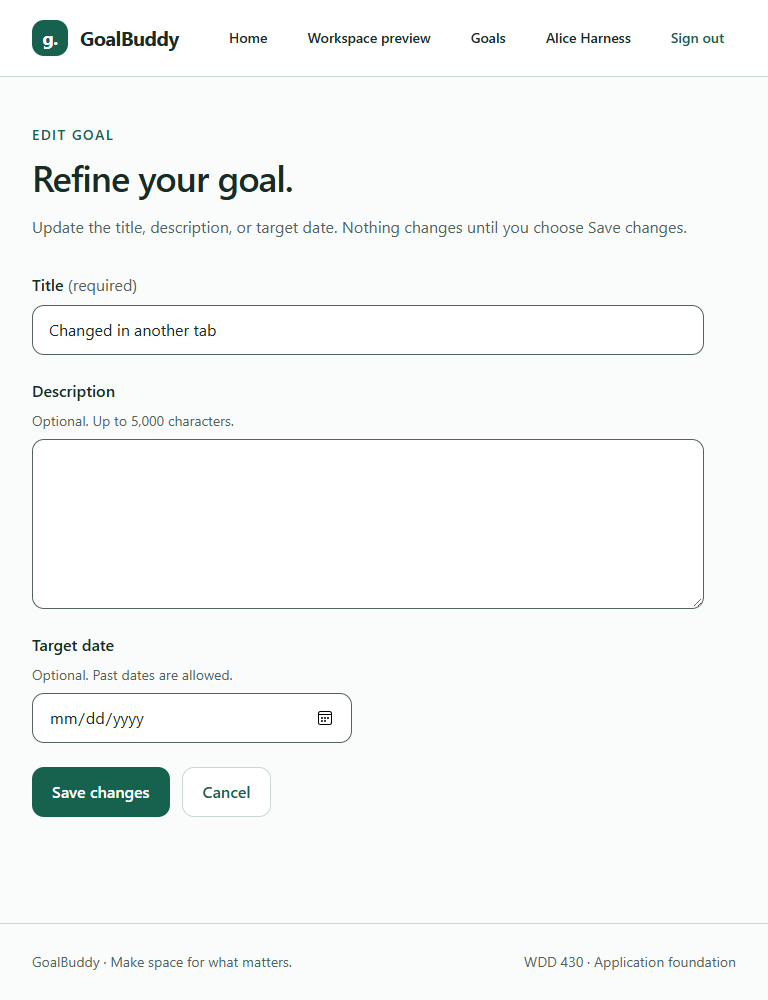 g. GoalBuddy Home Workspace preview Goals Alice Harness Sign out
EDIT GOAL
Refine your goal.
Update the title, description, or target date. Nothing changes until you choose Save changes.
Title (required)
Changed in another tab
Description
Optional. Up to 5,000 characters.
Target date
Optional. Past dates are allowed.
mm/dd/yyyy
Save changes Cancel
GoalBuddy · Make space for what matters. WDD 430 · Application foundation